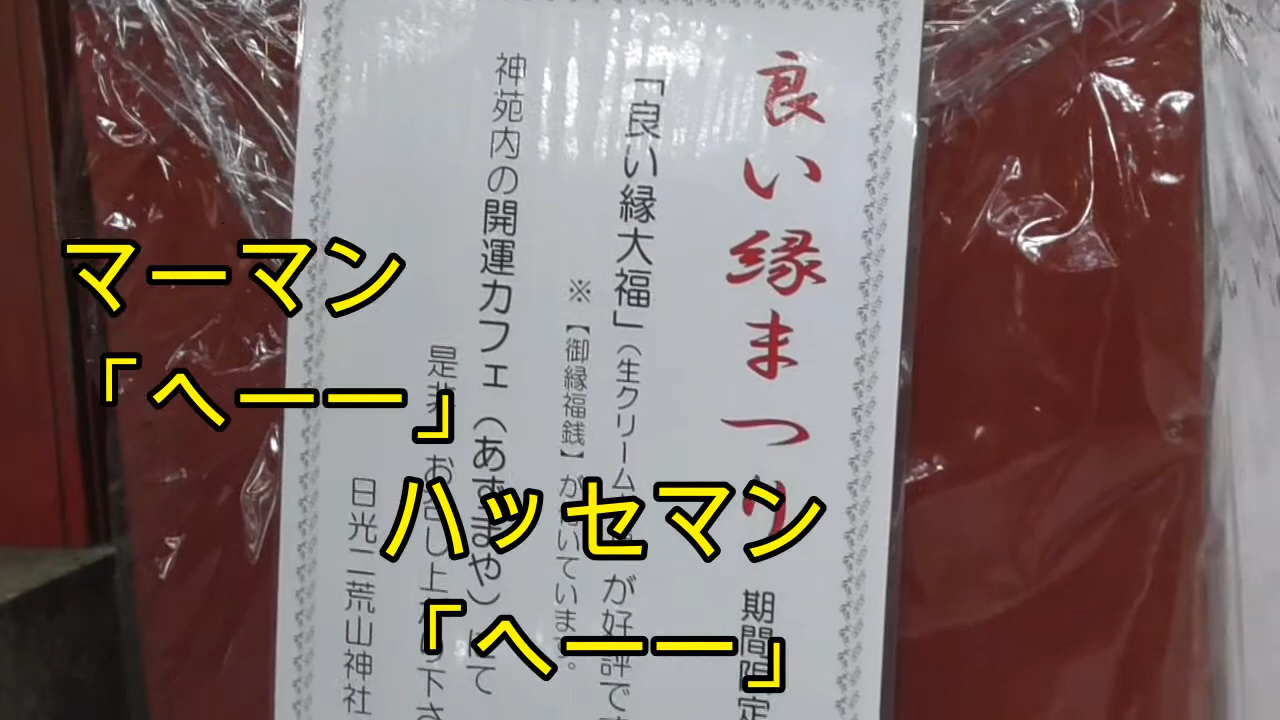 良い縁まつり 期間限定
「良い縁大福」(生クリーム が好評です
※【御縁福銭】が いています。
神苑内の開運カフェ(あずまや)にて
是非お召し上がり下さ
日光二荒山神社
マーマン
「へーー」
ハッセマン
「へーー」